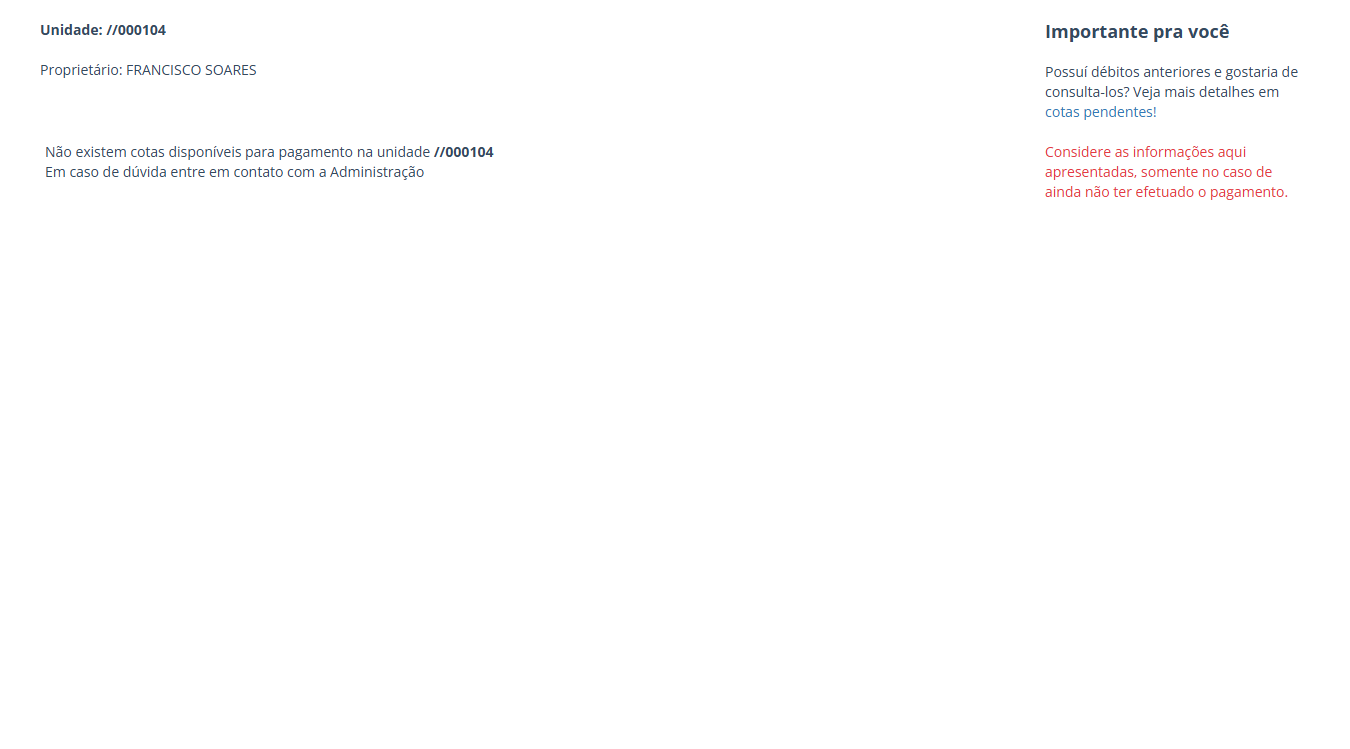 Unidade: //000104
Proprietário: FRANCISCO SOARES
Não existem cotas disponíveis para pagamento na unidade //000104
Em caso de dúvida entre em contato com a Administração
Importante pra você
Possuí débitos anteriores e gostaria de
consulta-los? Veja mais detalhes em
cotas pendentes!
Considere as informações aqui
apresentadas, somente no caso de
ainda não ter efetuado o pagamento.